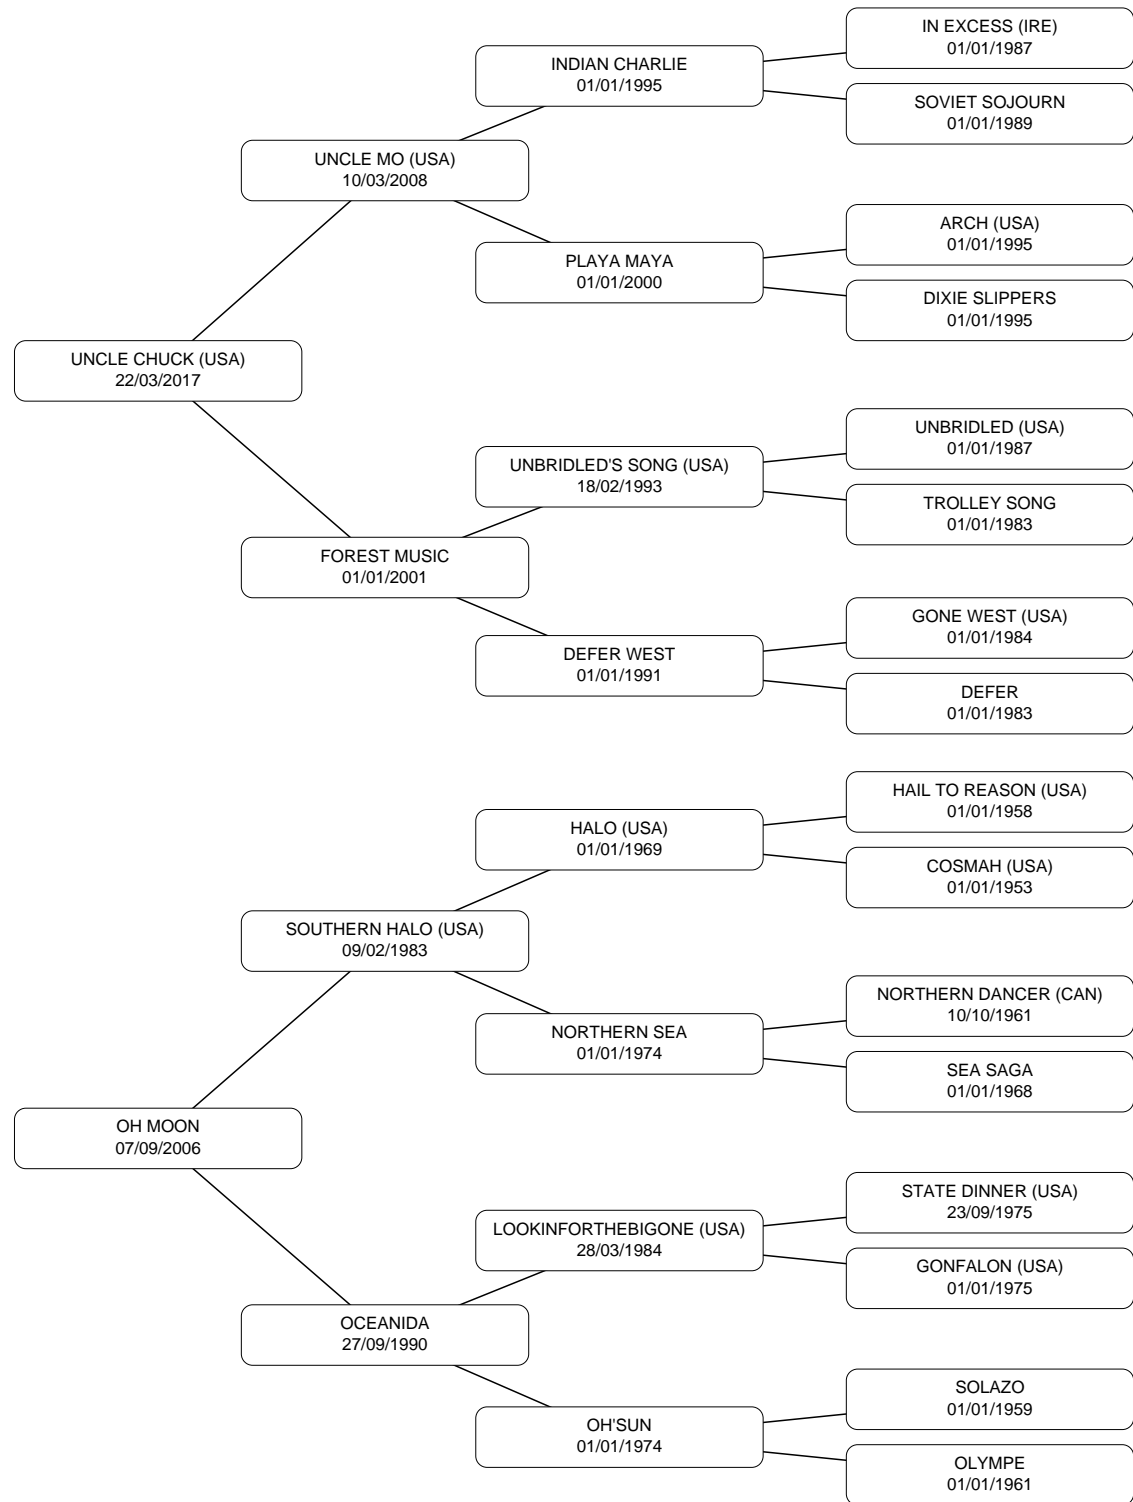 IN EXCESS (IRE)
01/01/1987
INDIAN CHARLIE
01/01/1995
SOVIET SOJOURN
01/01/1989
UNCLE MO (USA)
10/03/2008
ARCH (USA)
01/01/1995
PLAYA MAYA
01/01/2000
DIXIE SLIPPERS
01/01/1995
UNCLE CHUCK (USA)
22/03/2017
UNBRIDLED (USA)
01/01/1987
UNBRIDLED'S SONG (USA)
18/02/1993
TROLLEY SONG
01/01/1983
FOREST MUSIC
01/01/2001
GONE WEST (USA)
01/01/1984
DEFER WEST
01/01/1991
DEFER
01/01/1983
HAIL TO REASON (USA)
01/01/1958
HALO (USA)
01/01/1969
COSMAH (USA)
01/01/1953
SOUTHERN HALO (USA)
09/02/1983
NORTHERN DANCER (CAN)
10/10/1961
NORTHERN SEA
01/01/1974
SEA SAGA
01/01/1968
OH MOON
07/09/2006
STATE DINNER (USA)
23/09/1975
LOOKINFORTHEBIGONE (USA)
28/03/1984
GONFALON (USA)
01/01/1975
OCEANIDA
27/09/1990
SOLAZO
01/01/1959
OH'SUN
01/01/1974
OLYMPE
01/01/1961